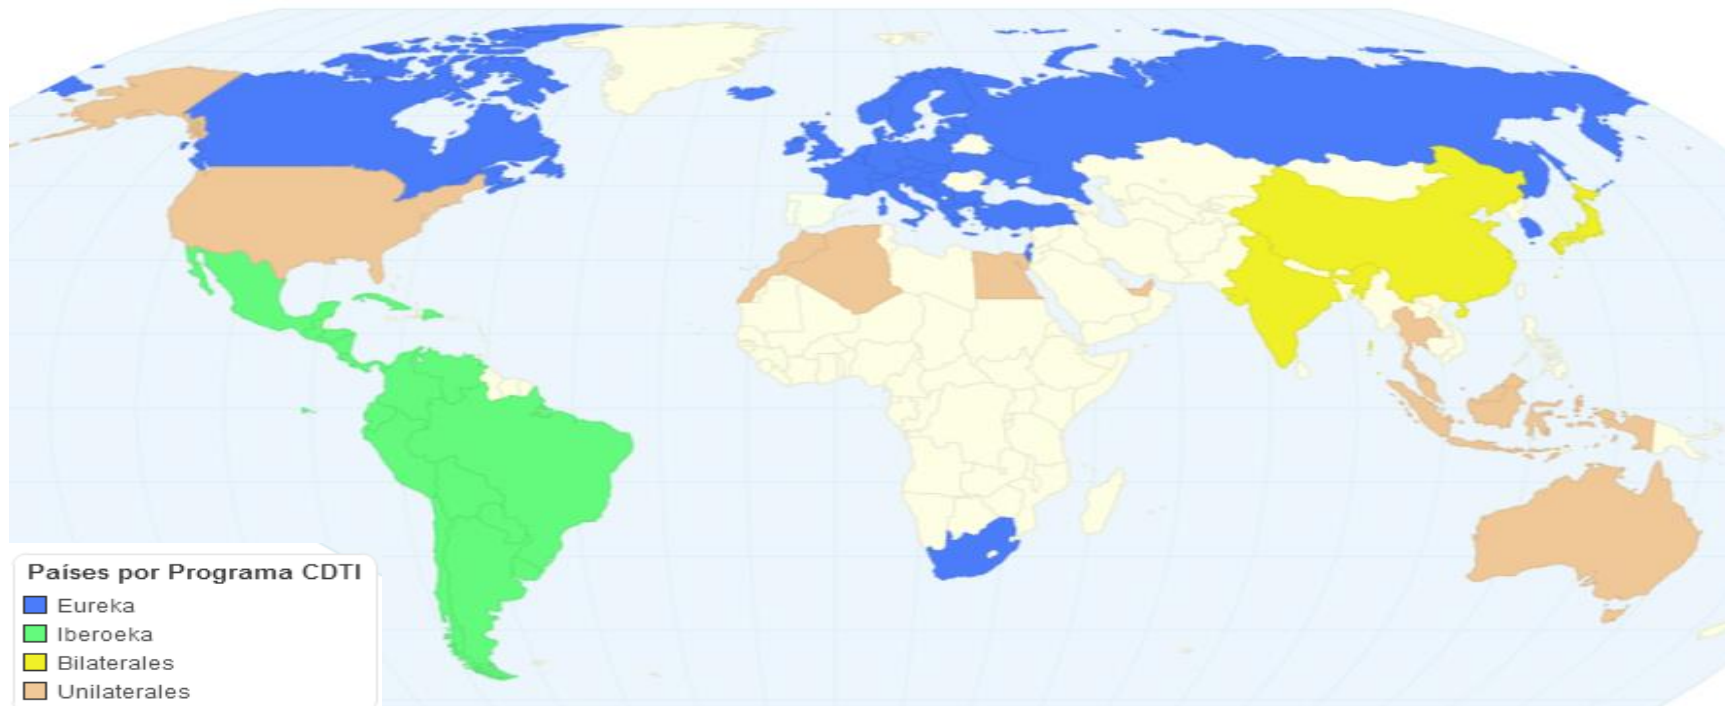 Países por Programa CDTI
Eureka
Iberoeka
Bilaterales
Unilaterales